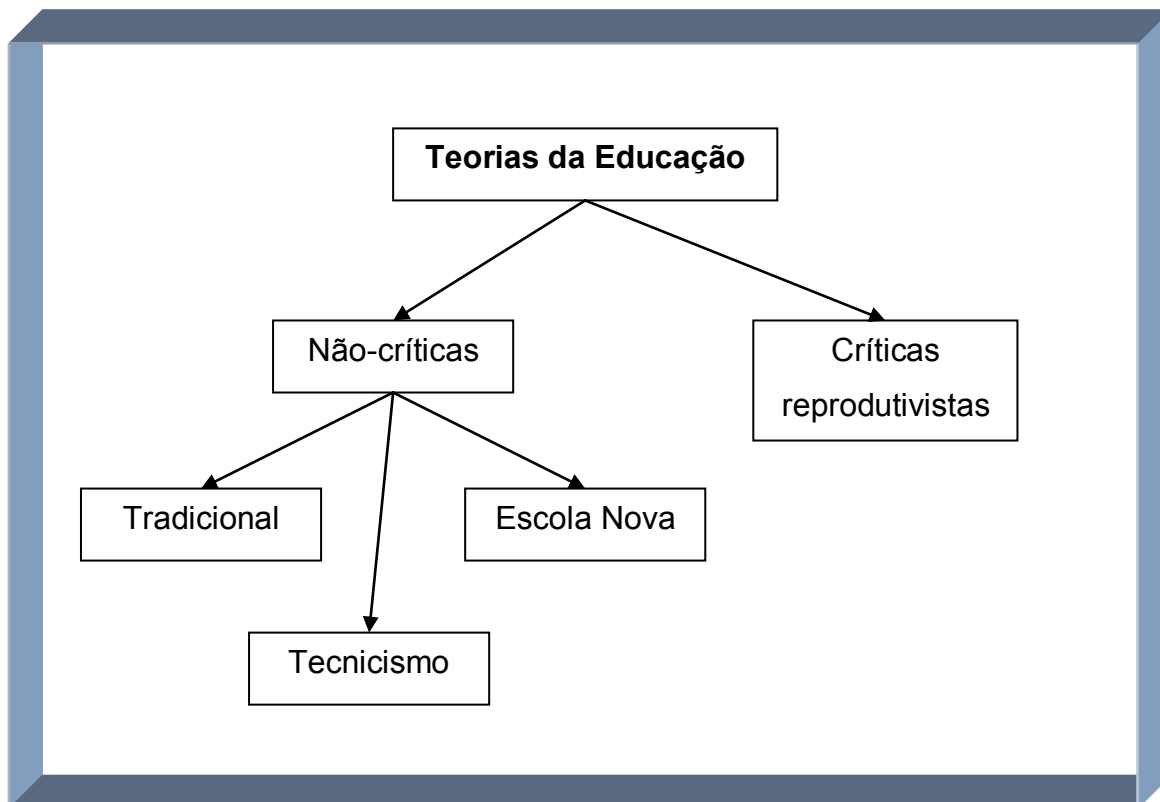 Teorias da Educação
Não-críticas
Críticas
reprodutivistas
Tradicional
Escola Nova
Tecnicismo